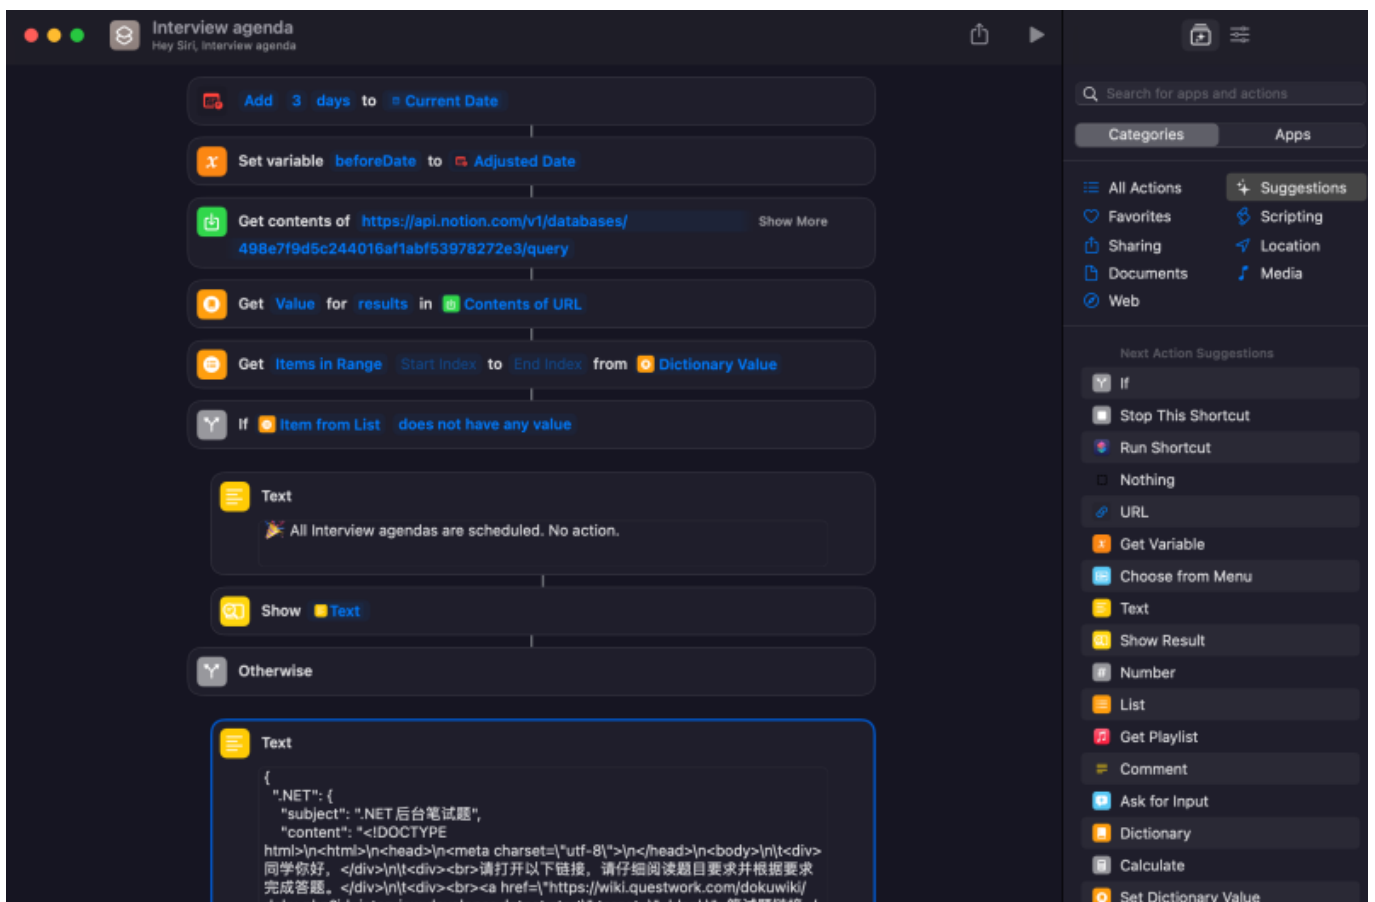 Interview agenda
Hey Siri, Interview agenda
Add 3 days to Current Date
Set variable beforeDate to Adjusted Date
Get contents of https://api.notion.com/v1/databases/ Show More
498e7f9d5c244016af1abf53978272e3/query
Get Value for results in Contents of URL
Get Items in Range Start Index to End Index from Dictionary Value
If Item from List does not have any value
Text
🎉 All Interview agendas are scheduled. No action.
Show Text
Otherwise
Text
{
".NET": {
"subject": ".NET后台笔试题",
"content": "<!DOCTYPE
html>\n<html>\n<head>\n<meta charset=\"utf-8\">\n</head>\n<body>\n\t<div>
同学你好，</div>\n\t<div><br>请打开以下链接，请仔细阅读题目要求并根据要求
完成答题。</div>\n\t<div><br><a href=\"https://wiki.questwork.com/dokuwiki/
Search for apps and actions
Categories
Apps
All Actions
Suggestions
Favorites
Scripting
Sharing
Location
Documents
Media
Web
Next Action Suggestions
If
Stop This Shortcut
Run Shortcut
Nothing
URL
Get Variable
Choose from Menu
Text
Show Result
Number
List
Get Playlist
Comment
Ask for Input
Dictionary
Calculate
Set Dictionary Value